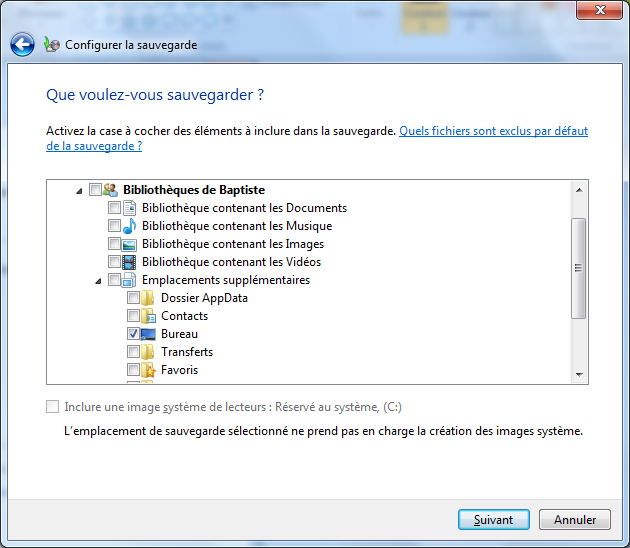 Configurer la sauvegarde
Que voulez-vous sauvegarder ?
Activez la case à cocher des éléments à inclure dans la sauvegarde. Quels fichiers sont exclus par défaut
de la sauvegarde ?
Bibliothèques de Baptiste
Bibliothèque contenant les Documents
Bibliothèque contenant les Musique
Bibliothèque contenant les Images
Bibliothèque contenant les Vidéos
Emplacements supplémentaires
Dossier AppData
Contacts
Bureau
Transferts
Favoris
Inclure une image système de lecteurs : Réservé au système, (C:)
L'emplacement de sauvegarde sélectionné ne prend pas en charge la création des images système.
Suivant
Annuler